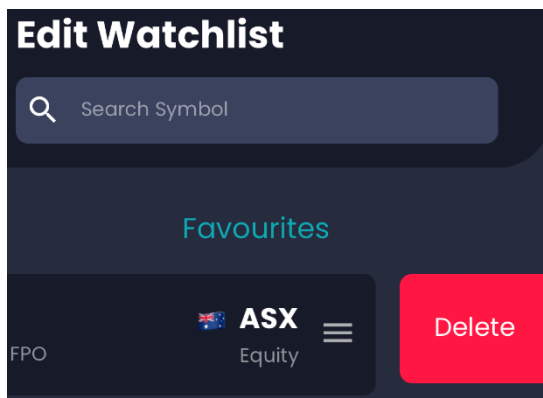 Edit Watchlist
Search Symbol
Favourites
ASX
FPO Equity
Delete